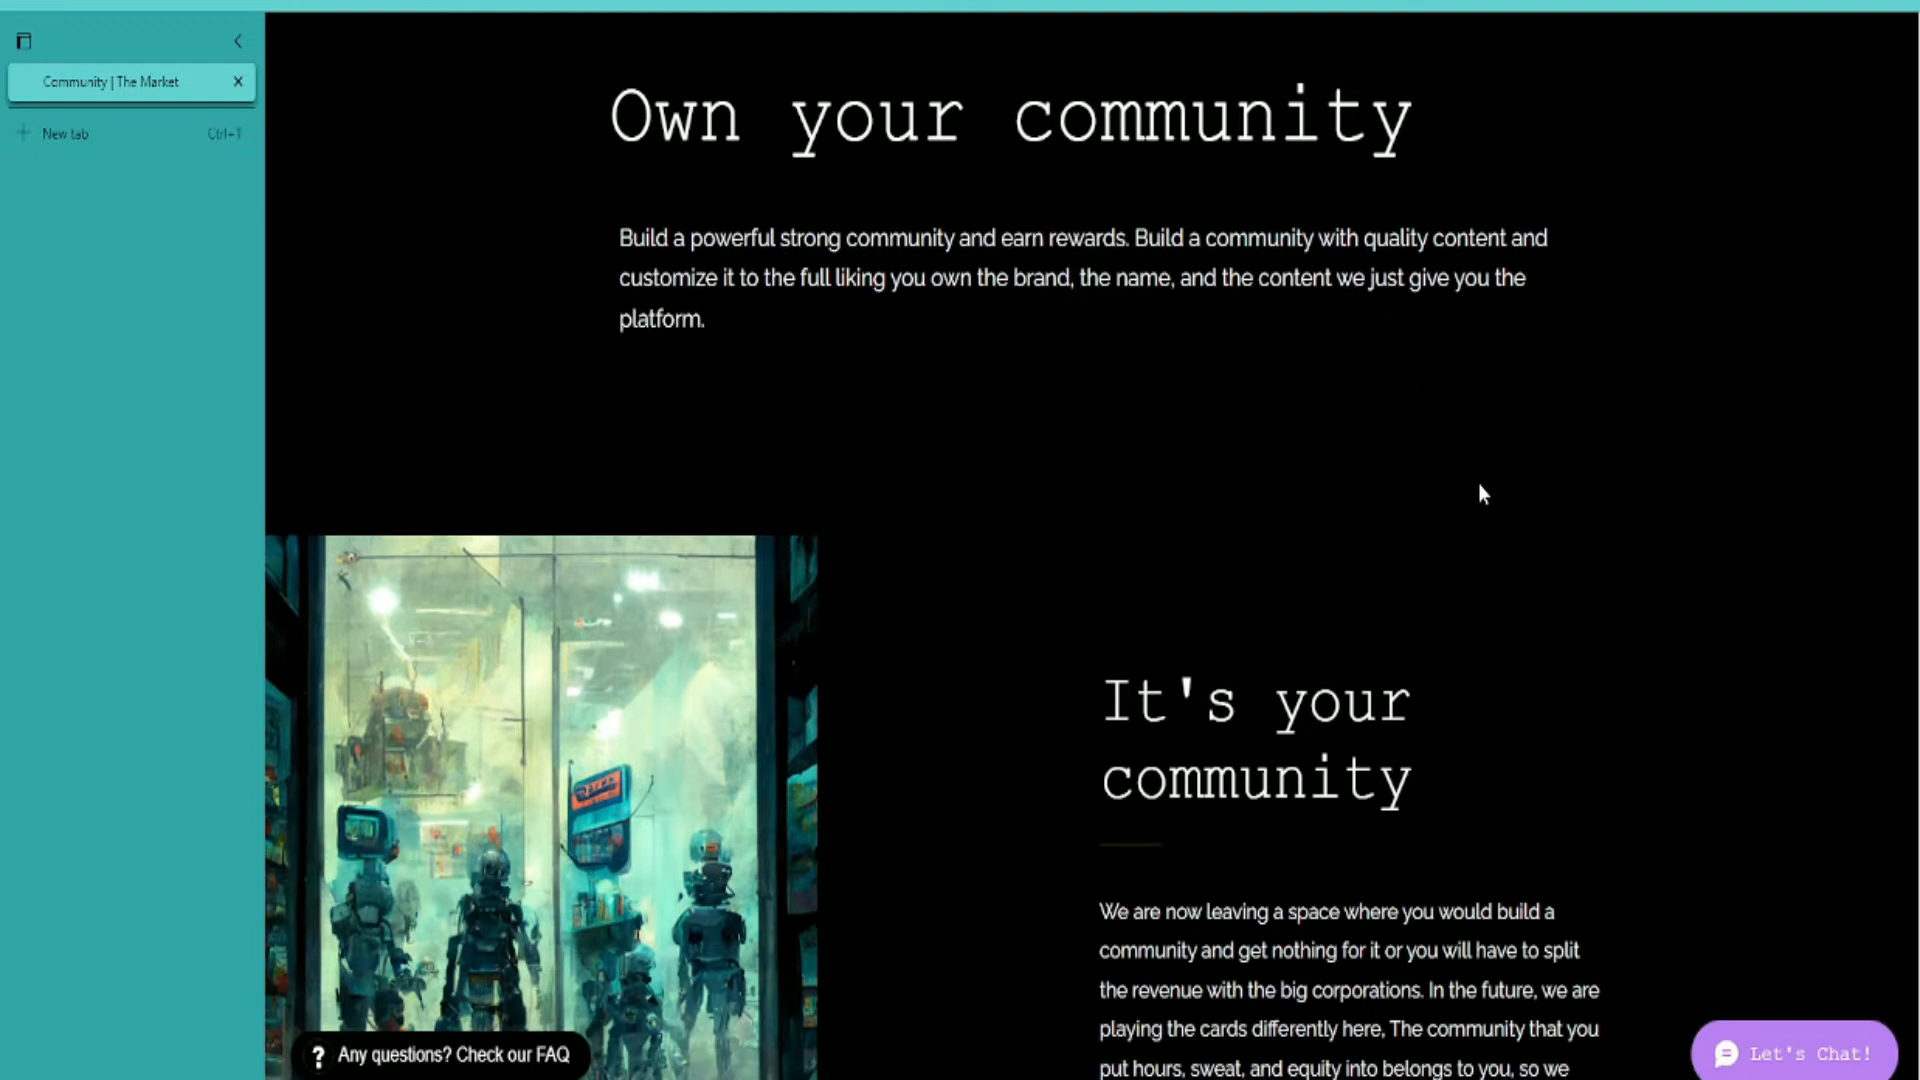 Community | The Market
New tab Ctrl+T
Own your community
Build a powerful strong community and earn rewards. Build a community with quality content and
customize it to the full liking you own the brand, the name, and the content we just give you the
platform.
It's your
community
We are now leaving a space where you would build a
community and get nothing for it or you will have to split
the revenue with the big corporations. In the future, we are
playing the cards differently here, The community that you
put hours, sweat, and equity into belongs to you, so we
? Any questions? Check our FAQ
Let's Chat!